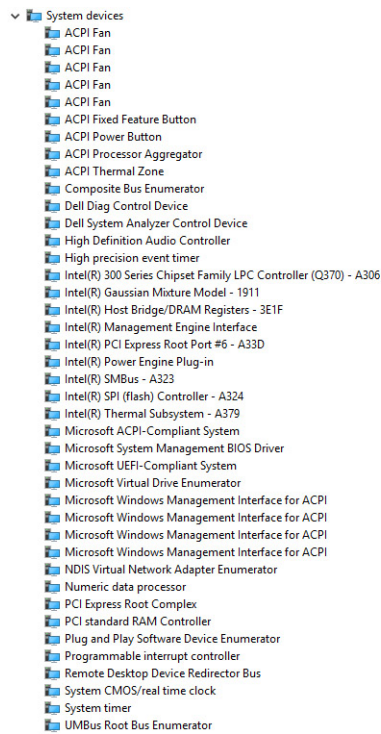 System devices
ACPI Fan
ACPI Fan
ACPI Fan
ACPI Fan
ACPI Fan
ACPI Fixed Feature Button
ACPI Power Button
ACPI Processor Aggregator
ACPI Thermal Zone
Composite Bus Enumerator
Dell Diag Control Device
Dell System Analyzer Control Device
High Definition Audio Controller
High precision event timer
Intel(R) 300 Series Chipset Family LPC Controller (Q370) - A306
Intel(R) Gaussian Mixture Model - 1911
Intel(R) Host Bridge/DRAM Registers - 3E1F
Intel(R) Management Engine Interface
Intel(R) PCI Express Root Port #6 - A33D
Intel(R) Power Engine Plug-in
Intel(R) SMBus - A323
Intel(R) SPI (flash) Controller - A324
Intel(R) Thermal Subsystem - A379
Microsoft ACPI-Compliant System
Microsoft System Management BIOS Driver
Microsoft UEFI-Compliant System
Microsoft Virtual Drive Enumerator
Microsoft Windows Management Interface for ACPI
Microsoft Windows Management Interface for ACPI
Microsoft Windows Management Interface for ACPI
Microsoft Windows Management Interface for ACPI
NDIS Virtual Network Adapter Enumerator
Numeric data processor
PCI Express Root Complex
PCI standard RAM Controller
Plug and Play Software Device Enumerator
Programmable interrupt controller
Remote Desktop Device Redirector Bus
System CMOS/real time clock
System timer
UMBus Root Bus Enumerator